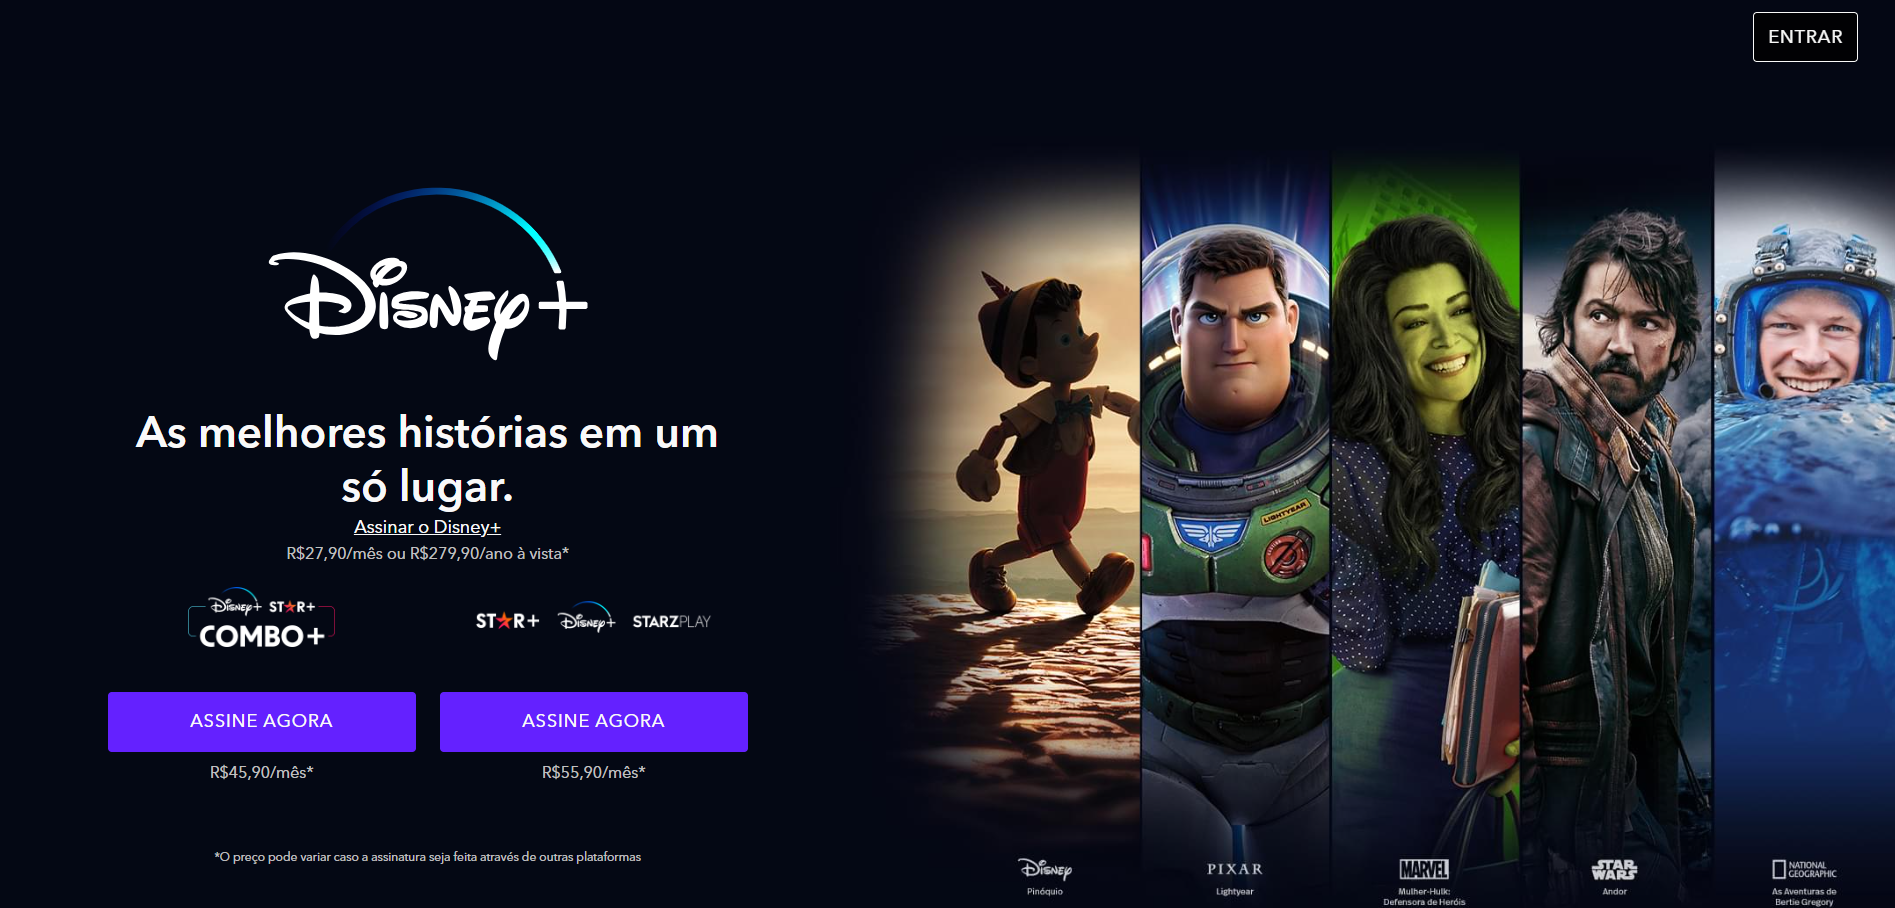 ENTRAR
Disney+
As melhores histórias em um
só lugar.
Assinar o Disney+
R$27,90/mês ou R$279,90/ano à vista*
Disney+ STAR+
COMBO+
STAR+ Disney+ STARZPLAY
ASSINE AGORA
R$45,90/mês*
ASSINE AGORA
R$55,90/mês*
*O preço pode variar caso a assinatura seja feita através de outras plataformas
LIGHTYEAR
Disney
Pinóquio
PIXAR
Lightyear
MARVEL
Mulher-Hulk:
Defensora de Heróis
STAR
WARS
Andor
NATIONAL
GEOGRAPHIC
As Aventuras de
Bertie Gregory